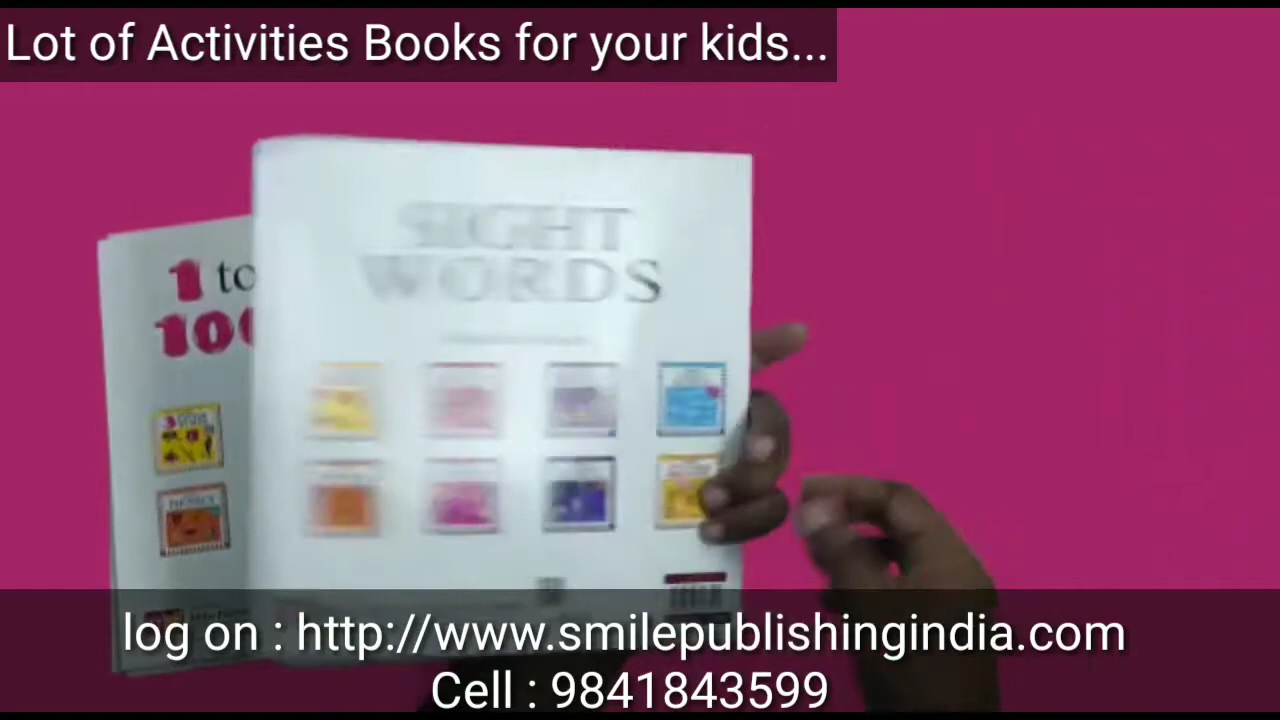 Lot of Activities Books for your kids...
SIGHT
WORDS
1 to
100
log on : http://www.smilepublishingindia.com
Cell : 9841843599